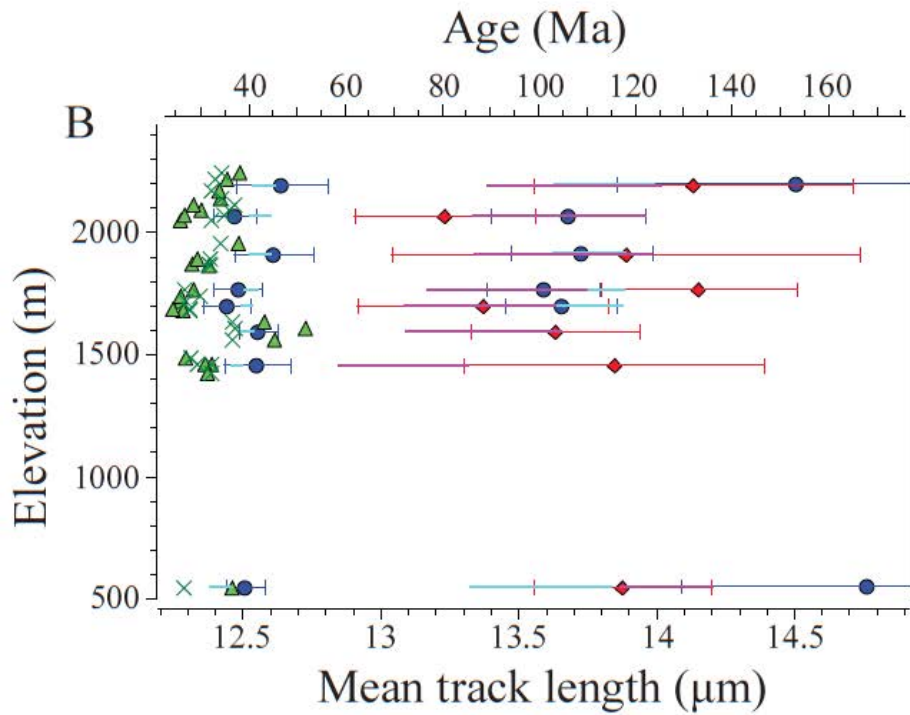 Age (Ma)
40 60 80 100 120 140 160
B
2000
1500
1000
500
Elevation (m)
12.5 13 13.5 14 14.5
Mean track length (μm)